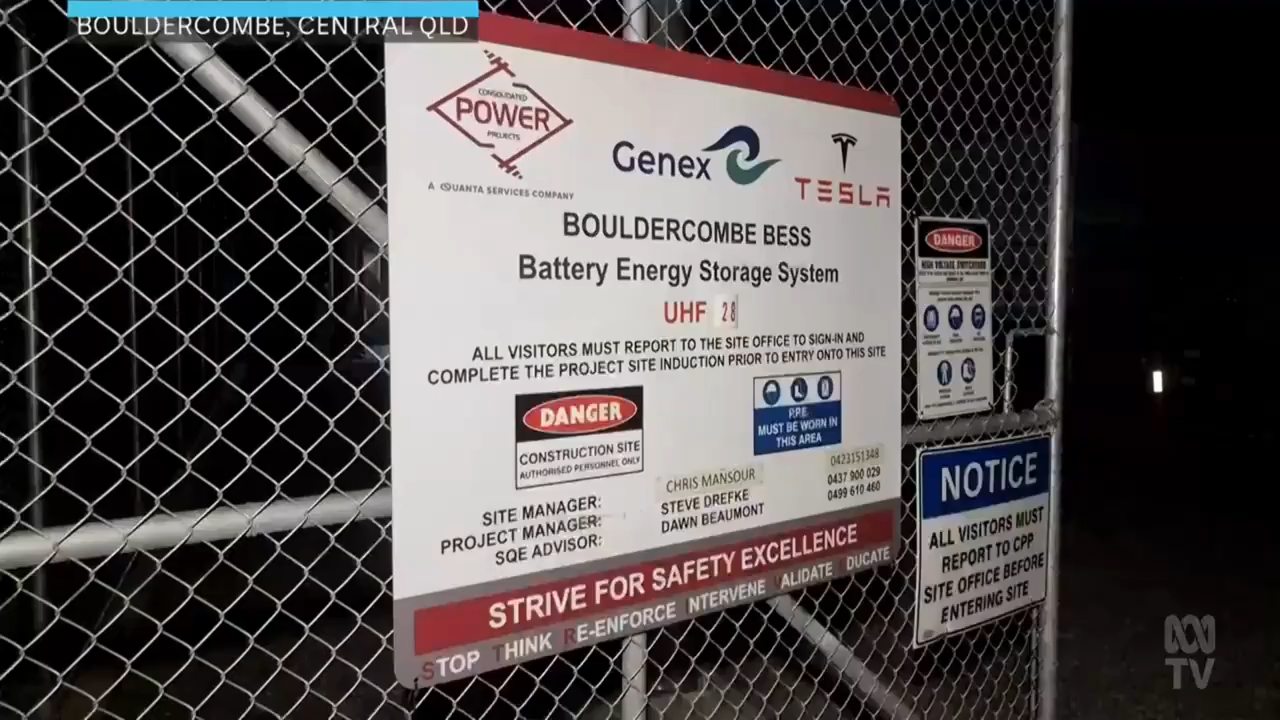 BOULDERCOMBE, CENTRAL QLD
CONSOLIDATED
POWER
PROJECTS
A QUANTA SERVICES COMPANY
Genex
TESLA
BOULDERCOMBE BESS
Battery Energy Storage System
UHF 28
ALL VISITORS MUST REPORT TO THE SITE OFFICE TO SIGN-IN AND
COMPLETE THE PROJECT SITE INDUCTION PRIOR TO ENTRY ONTO THIS SITE
DANGER
CONSTRUCTION SITE
AUTHORISED PERSONNEL ONLY
P.P.E.
MUST BE WORN IN
THIS AREA
SITE MANAGER: CHRIS MANSOUR 0423151348
PROJECT MANAGER: STEVE DREFKE 0437 900 029
SQE ADVISOR: DAWN BEAUMONT 0499 610 460
STRIVE FOR SAFETY EXCELLENCE
STOP THINK RE-ENFORCE INTERVENE VALIDATE EDUCATE
DANGER
HIGH VOLTAGE SWITCHYARD
NOTICE
ALL VISITORS MUST
REPORT TO CPP
SITE OFFICE BEFORE
ENTERING SITE
ABC
TV